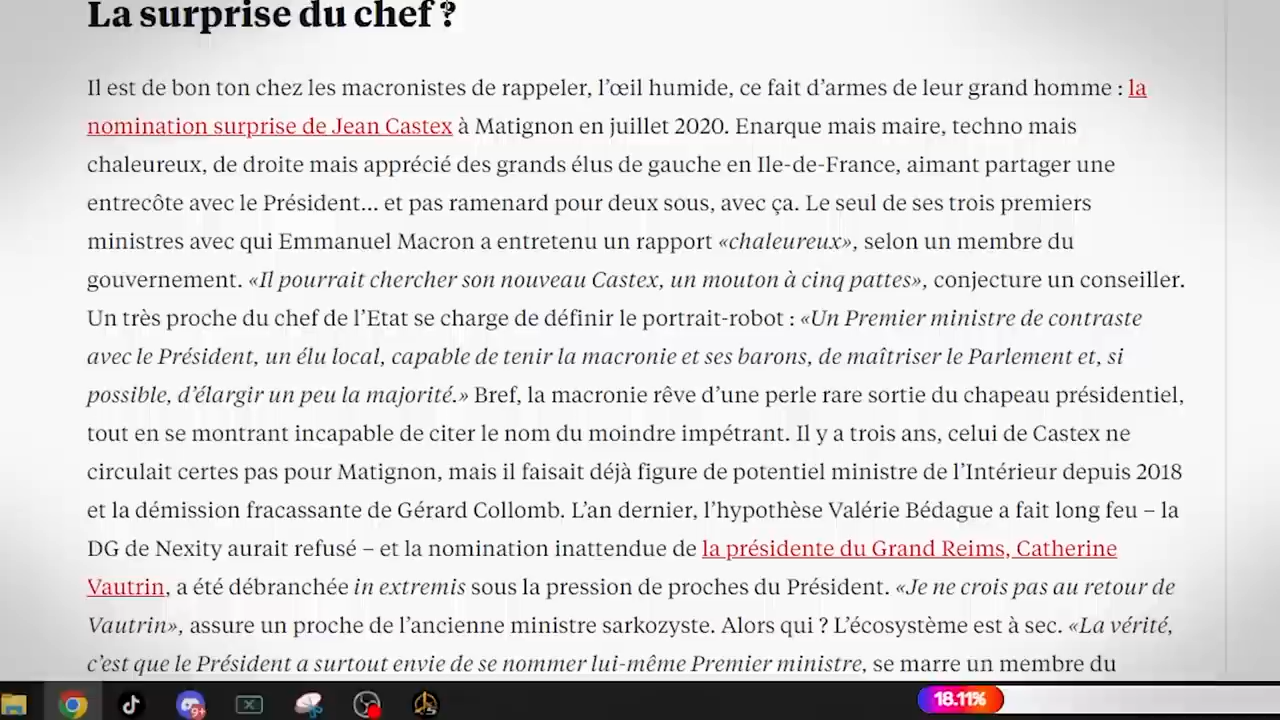 La surprise du chef ?
Il est de bon ton chez les macronistes de rappeler, l’œil humide, ce fait d’armes de leur grand homme : la
nomination surprise de Jean Castex à Matignon en juillet 2020. Enarque mais maire, techno mais
chaleureux, de droite mais apprécié des grands élus de gauche en Ile-de-France, aimant partager une
entrecôte avec le Président… et pas ramenard pour deux sous, avec ça. Le seul de ses trois premiers
ministres avec qui Emmanuel Macron a entretenu un rapport «chaleureux», selon un membre du
gouvernement. «Il pourrait chercher son nouveau Castex, un mouton à cinq pattes», conjecture un conseiller.
Un très proche du chef de l’Etat se charge de définir le portrait-robot : «Un Premier ministre de contraste
avec le Président, un élu local, capable de tenir la macronie et ses barons, de maîtriser le Parlement et, si
possible, d’élargir un peu la majorité.» Bref, la macronie rêve d’une perle rare sortie du chapeau présidentiel,
tout en se montrant incapable de citer le nom du moindre impétrant. Il y a trois ans, celui de Castex ne
circulait certes pas pour Matignon, mais il faisait déjà figure de potentiel ministre de l’Intérieur depuis 2018
et la démission fracassante de Gérard Collomb. L’an dernier, l’hypothèse Valérie Bédague a fait long feu – la
DG de Nexity aurait refusé – et la nomination inattendue de la présidente du Grand Reims, Catherine
Vautrin, a été débranchée in extremis sous la pression de proches du Président. «Je ne crois pas au retour de
Vautrin», assure un proche de l’ancienne ministre sarkozyste. Alors qui ? L’écosystème est à sec. «La vérité,
c’est que le Président a surtout envie de se nommer lui-même Premier ministre, se marre un membre du
9+
18.11%